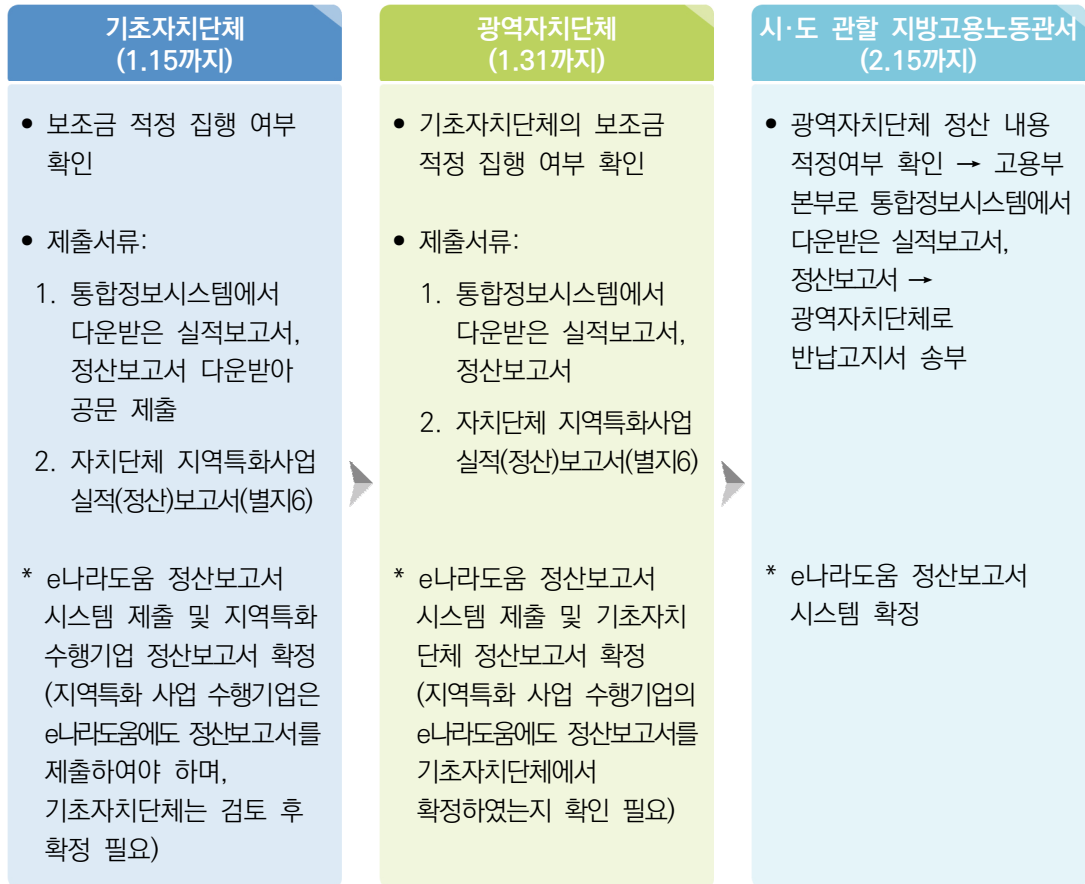 기초자치단체
(1.15까지)
• 보조금 적정 집행 여부
확인
• 제출서류:
1. 통합정보시스템에서
다운받은 실적보고서,
정산보고서 다운받아
공문 제출
2. 자치단체 지역특화사업
실적(정산)보고서(별지6)
* e나라도움 정산보고서
시스템 제출 및 지역특화
수행기업 정산보고서 확정
(지역특화 사업 수행기업은
e나라도움에도 정산보고서를
제출하여야 하며,
기초자치단체는 검토 후
확정 필요)
광역자치단체
(1.31까지)
• 기초자치단체의 보조금
적정 집행 여부 확인
• 제출서류:
1. 통합정보시스템에서
다운받은 실적보고서,
정산보고서
2. 자치단체 지역특화사업
실적(정산)보고서(별지6)
* e나라도움 정산보고서
시스템 제출 및 기초자치
단체 정산보고서 확정
(지역특화 사업 수행기업의
e나라도움에도 정산보고서를
기초자치단체에서
확정하였는지 확인 필요)
시·도 관할 지방고용노동관서
(2.15까지)
• 광역자치단체 정산 내용
적정여부 확인 → 고용부
본부로 통합정보시스템에서
다운받은 실적보고서,
정산보고서 →
광역자치단체로
반납고지서 송부
* e나라도움 정산보고서
시스템 확정